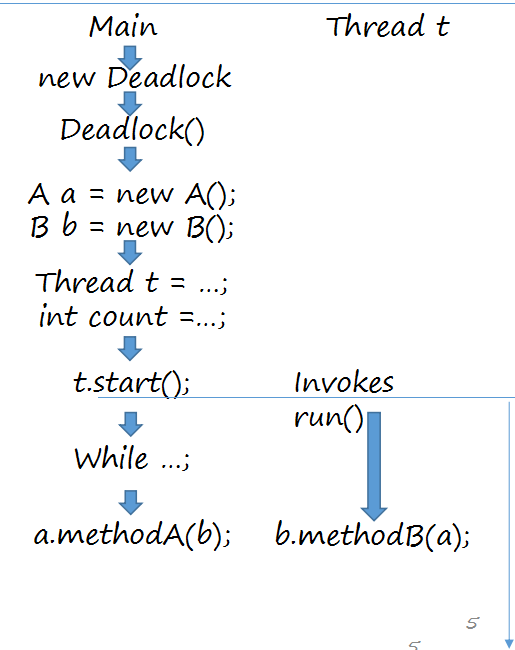 Main Thread t
new Deadlock
Deadlock()
A a = new A();
B b = new B();
Thread t = ...;
int count =...;
t.start(); Invokes
run()
While ...;
a.methodA(b); b.methodB(a);
5
5